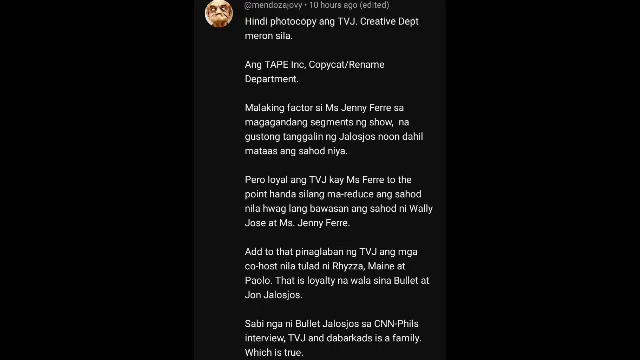 @mendozajovy • 10 hours ago (edited)
Hindi photocopy ang TVJ. Creative Dept
meron sila.
Ang TAPE Inc, Copycat/Rename
Department.
Malaking factor si Ms Jenny Ferre sa
magagandang segments ng show, na
gustong tanggalin ng Jalosjos noon dahil
mataas ang sahod niya.
Pero loyal ang TVJ kay Ms Ferre to the
point handa silang ma-reduce ang sahod
nila hwag lang bawasan ang sahod ni Wally
Jose at Ms. Jenny Ferre.
Add to that pinaglaban ng TVJ ang mga
co-host nila tulad ni Rhyzza, Maine at
Paolo. That is loyalty na wala sina Bullet at
Jon Jalosjos.
Sabi nga ni Bullet Jalosjos sa CNN-Phils
interview, TVJ and dabarkads is a family.
Which is true.